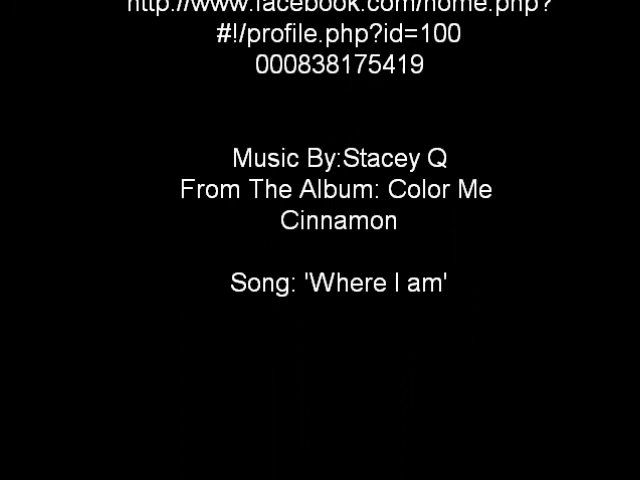 http://www.facebook.com/home.php?
#!/profile.php?id=100
000838175419
Music By:Stacey Q
From The Album: Color Me
Cinnamon
Song: 'Where I am'